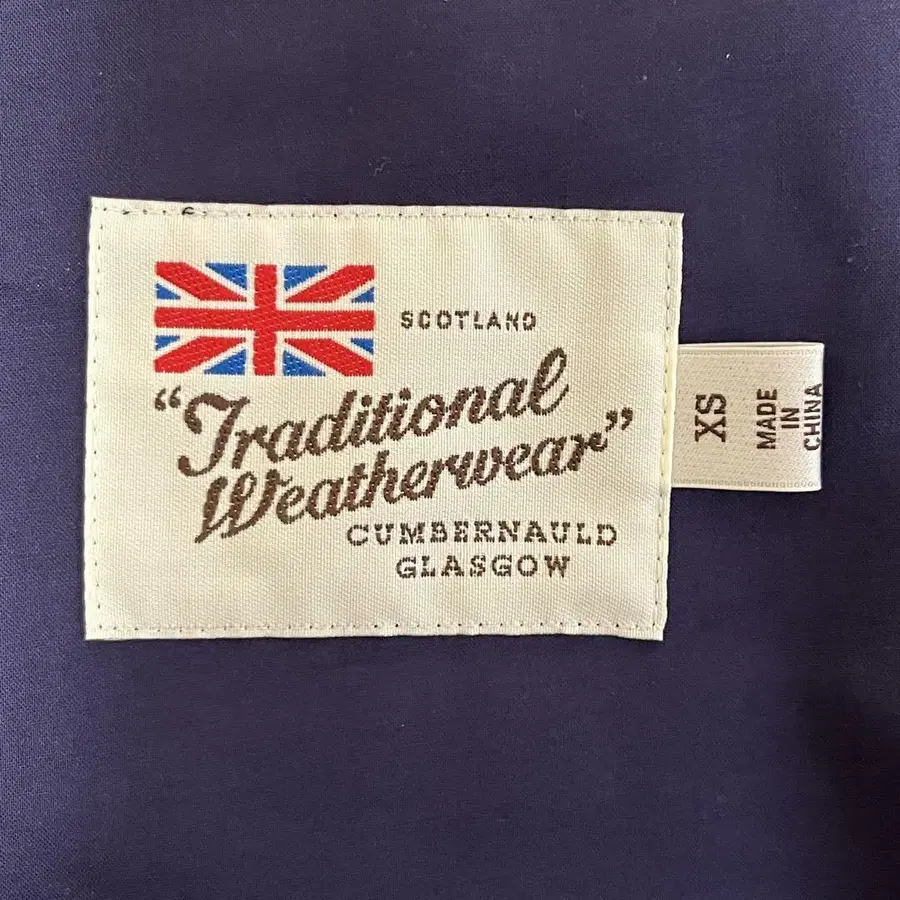 SCOTLAND
“Traditional
Weatherwear”
CUMBERNAULD
GLASGOW
XS
MADE
IN
CHINA